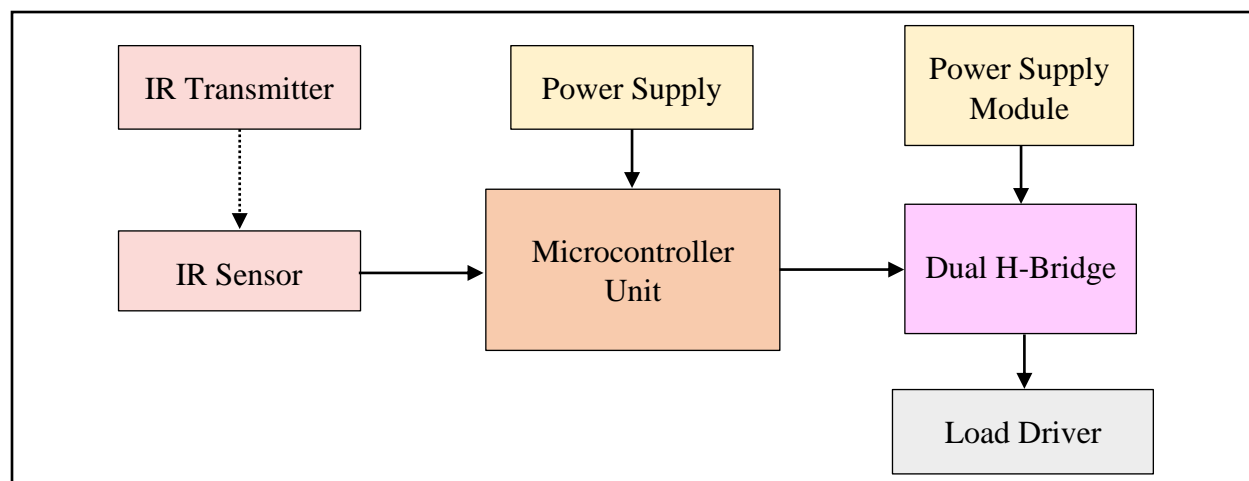 IR Transmitter
Power Supply
Power Supply
Module
IR Sensor
Microcontroller
Unit
Dual H-Bridge
Load Driver